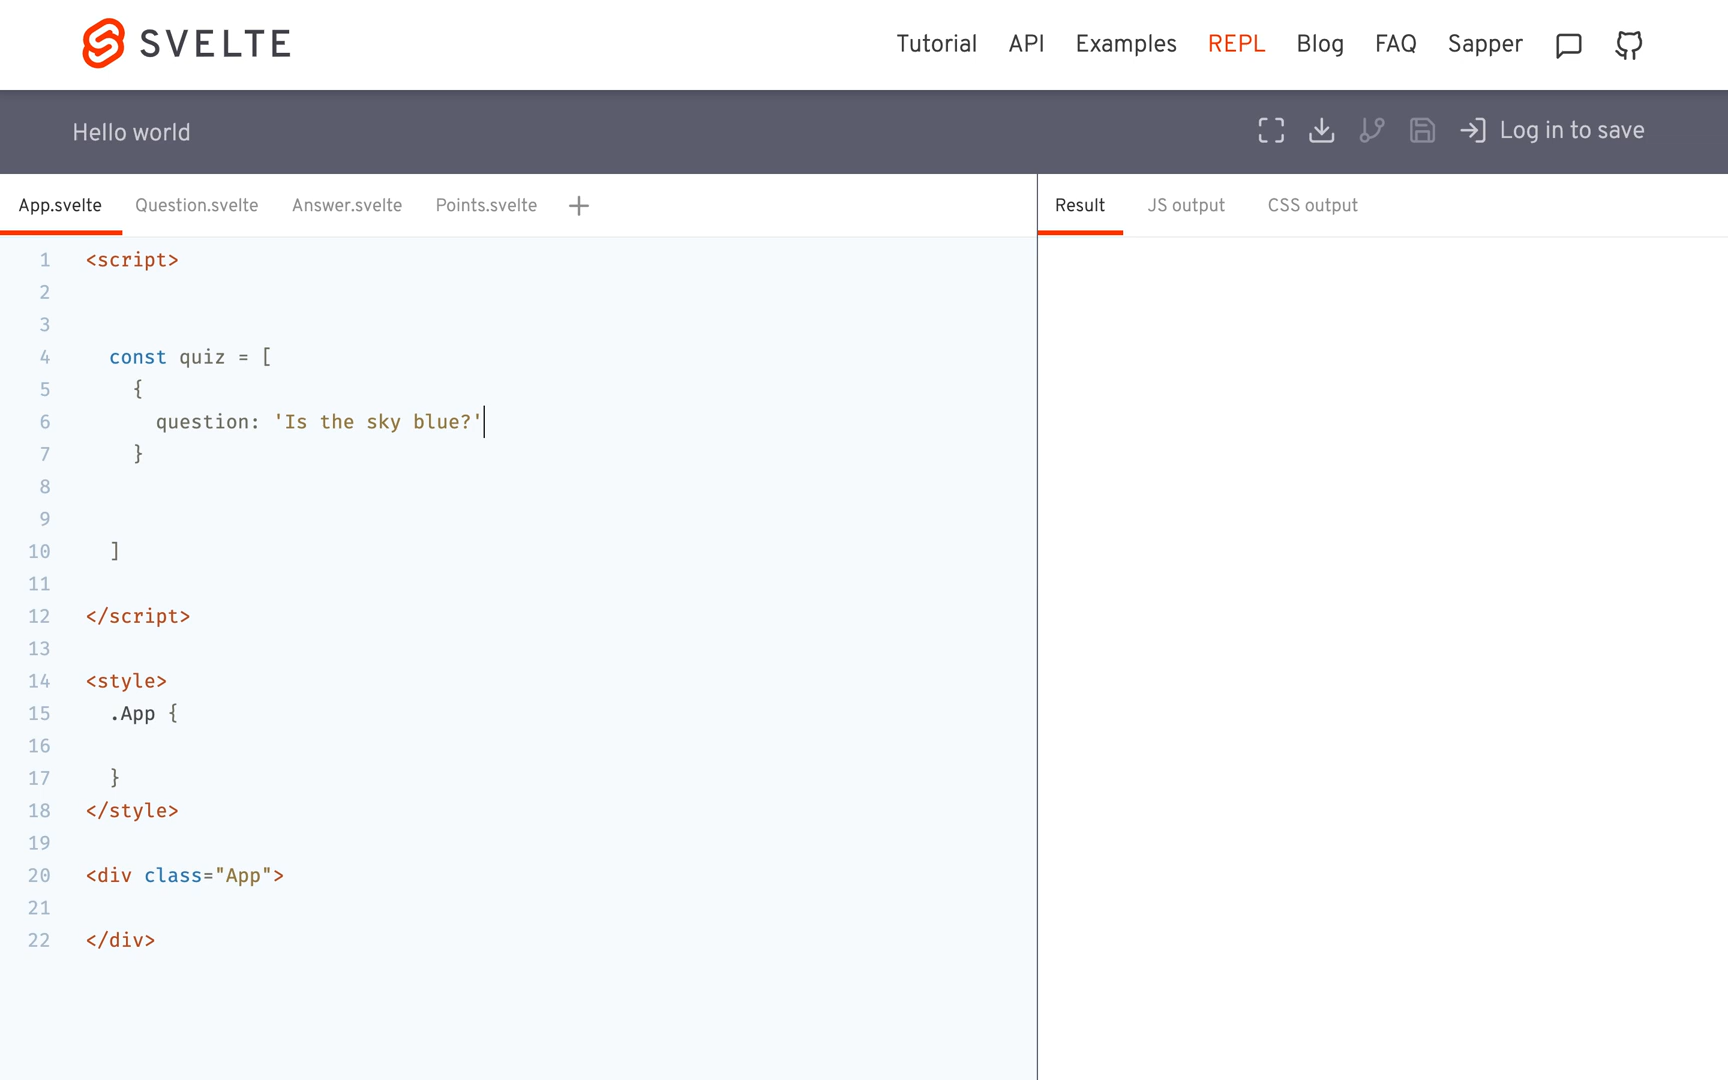 SVELTE
Tutorial API Examples REPL Blog FAQ Sapper
Hello world
Log in to save
App.svelte Question.svelte Answer.svelte Points.svelte +
Result JS output CSS output
1 <script>
2
3
4 const quiz = [
5 {
6 question: 'Is the sky blue?'
7 }
8
9
10 ]
11
12 </script>
13
14 <style>
15 .App {
16
17 }
18 </style>
19
20 <div class="App">
21
22 </div>